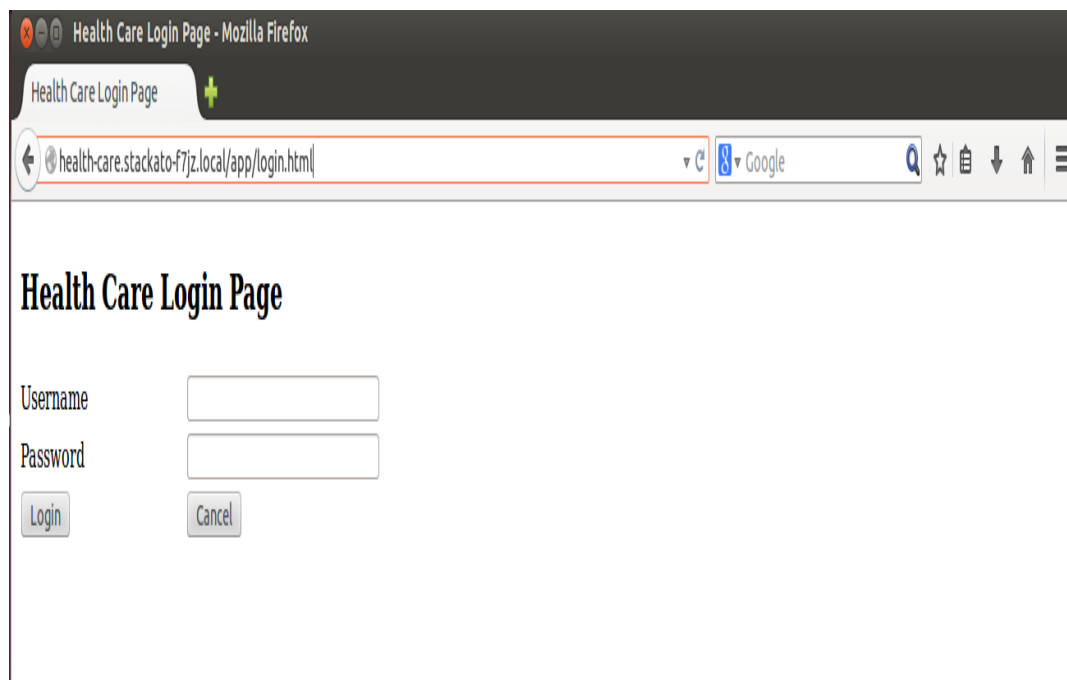 Health Care Login Page - Mozilla Firefox
Health Care Login Page
health-care.stackato-f7jz.local/app/login.html
8 Google
Health Care Login Page
Username
Password
Login Cancel